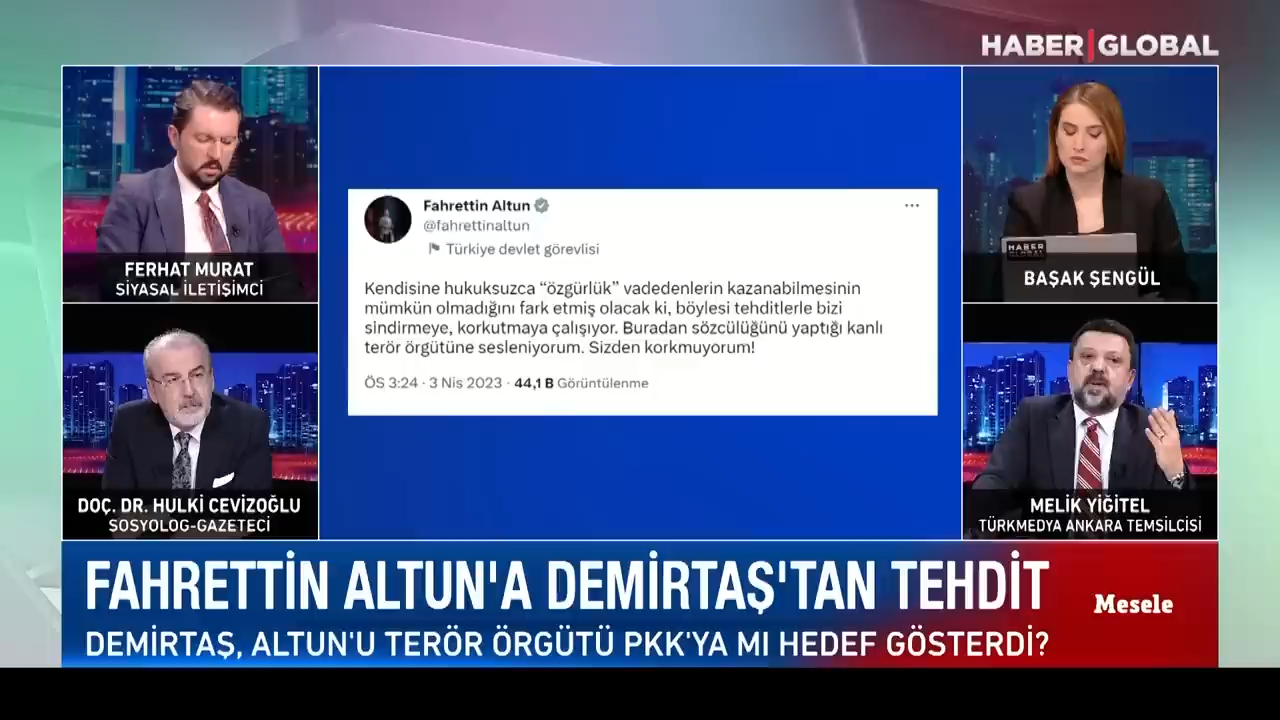 HABER GLOBAL
FERHAT MURAT
SİYASAL İLETİŞİMCİ
Fahrettin Altun
@fahrettinaltun
Türkiye devlet görevlisi
Kendisine hukuksuzca “özgürlük” vadedenlerin kazanabilmesinin
mümkün olmadığını fark etmiş olacak ki, böylesi tehditlerle bizi
sindirmeye, korkutmaya çalışıyor. Buradan sözcülüğünü yaptığı kanlı
terör örgütüne sesleniyorum. Sizden korkmuyorum!
ÖS 3:24 · 3 Nis 2023 · 44,1 B Görüntülenme
HABER
GLOBAL
BAŞAK ŞENGÜL
DOÇ. DR. HULKİ CEVİZOĞLU
SOSYOLOG-GAZETECİ
MELİK YİĞİTEL
TÜRKMEDYA ANKARA TEMSİLCİSİ
FAHRETTİN ALTUN'A DEMİRTAŞ'TAN TEHDİT
DEMİRTAŞ, ALTUN'U TERÖR ÖRGÜTÜ PKK'YA MI HEDEF GÖSTERDİ?
Mesele